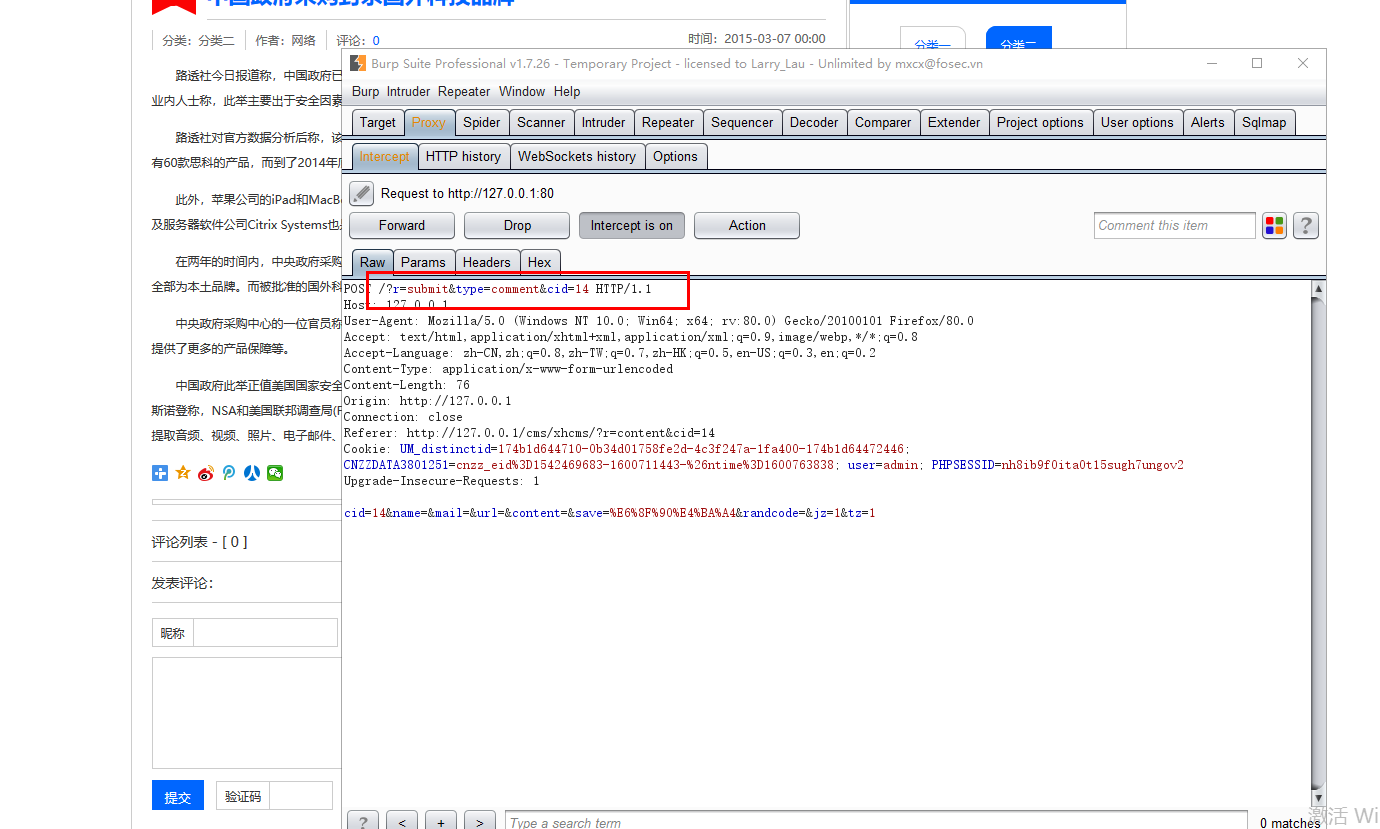 分类：分类二 作者：网络 评论：0 时间：2015-03-07 00:00
分类一 分类二
路透社今日报道称，中国政府已
业内人士称，此举主要出于安全因素
路透社对官方数据分析后称，该
有60款思科的产品，而到了2014年
此外，苹果公司的iPad和MacB
及服务器软件公司Citrix Systems也
在两年的时间内，中央政府采购
全部为本土品牌。而被批准的国外科
中央政府采购中心的一位官员称
提供了更多的产品保障等。
中国政府此举正值美国国家安全
斯诺登称，NSA和美国联邦调查局(F
提取音频、视频、照片、电子邮件、
评论列表 - [ 0 ]
发表评论：
昵称
提交 验证码
Burp Suite Professional v1.7.26 - Temporary Project - licensed to Larry_Lau - Unlimited by mxcx@fosec.vn
Burp Intruder Repeater Window Help
Target Proxy Spider Scanner Intruder Repeater Sequencer Decoder Comparer Extender Project options User options Alerts Sqlmap
Intercept HTTP history WebSockets history Options
Request to http://127.0.0.1:80
Forward Drop Intercept is on Action Comment this item ?
Raw Params Headers Hex
POST /?r=submit&type=comment&cid=14 HTTP/1.1
Host: 127.0.0.1
User-Agent: Mozilla/5.0 (Windows NT 10.0; Win64; x64; rv:80.0) Gecko/20100101 Firefox/80.0
Accept: text/html,application/xhtml+xml,application/xml;q=0.9,image/webp,*/*;q=0.8
Accept-Language: zh-CN,zh;q=0.8,zh-TW;q=0.7,zh-HK;q=0.5,en-US;q=0.3,en;q=0.2
Content-Type: application/x-www-form-urlencoded
Content-Length: 76
Origin: http://127.0.0.1
Connection: close
Referer: http://127.0.0.1/cms/xhcms/?r=content&cid=14
Cookie: UM_distinctid=174b1d644710-0b34d01758fe2d-4c3f247a-1fa400-174b1d64472446;
CNZZDATA3801251=cnzz_eid%3D1542469683-1600711443-%26ntime%3D1600763838; user=admin; PHPSESSID=nh8ib9f0ita0t15sugh7ungov2
Upgrade-Insecure-Requests: 1
cid=14&name=&mail=&url=&content=&save=%E6%8F%90%E4%BA%A4&randcode=&jz=1&tz=1
? < + > Type a search term 0 matches
激活 Wi